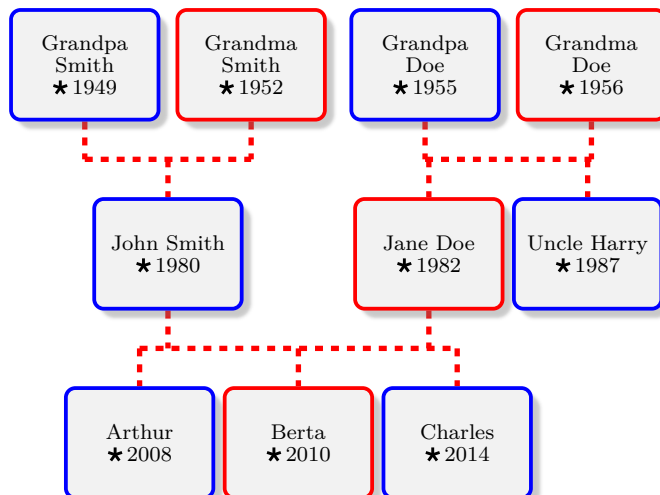 Grandpa
Smith
★ 1949
Grandma
Smith
★ 1952
Grandpa
Doe
★ 1955
Grandma
Doe
★ 1956
John Smith
★ 1980
Jane Doe
★ 1982
Uncle Harry
★ 1987
Arthur
★ 2008
Berta
★ 2010
Charles
★ 2014